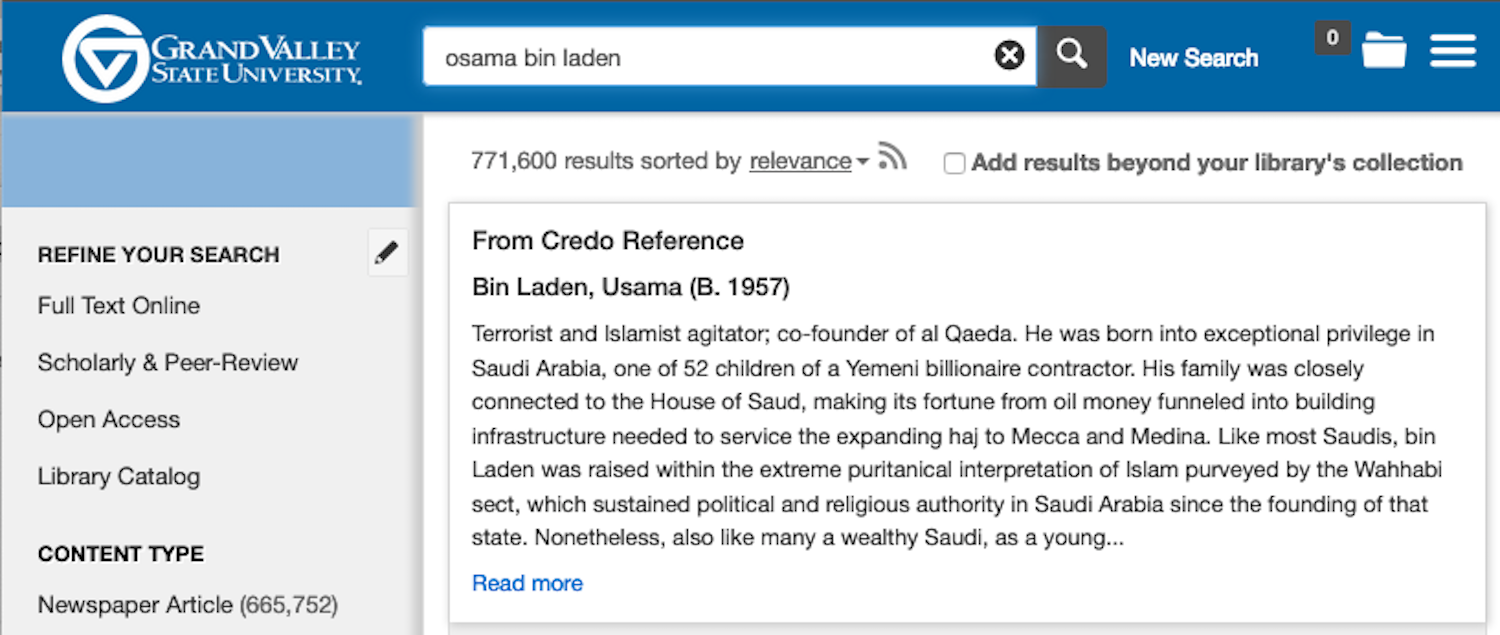 GRAND VALLEY
STATE UNIVERSITY.
osama bin laden
New Search
0
771,600 results sorted by relevance
Add results beyond your library's collection
REFINE YOUR SEARCH
Full Text Online
Scholarly & Peer-Review
Open Access
Library Catalog
CONTENT TYPE
Newspaper Article (665,752)
From Credo Reference
Bin Laden, Usama (B. 1957)
Terrorist and Islamist agitator; co-founder of al Qaeda. He was born into exceptional privilege in
Saudi Arabia, one of 52 children of a Yemeni billionaire contractor. His family was closely
connected to the House of Saud, making its fortune from oil money funneled into building
infrastructure needed to service the expanding haj to Mecca and Medina. Like most Saudis, bin
Laden was raised within the extreme puritanical interpretation of Islam purveyed by the Wahhabi
sect, which sustained political and religious authority in Saudi Arabia since the founding of that
state. Nonetheless, also like many a wealthy Saudi, as a young...
Read more